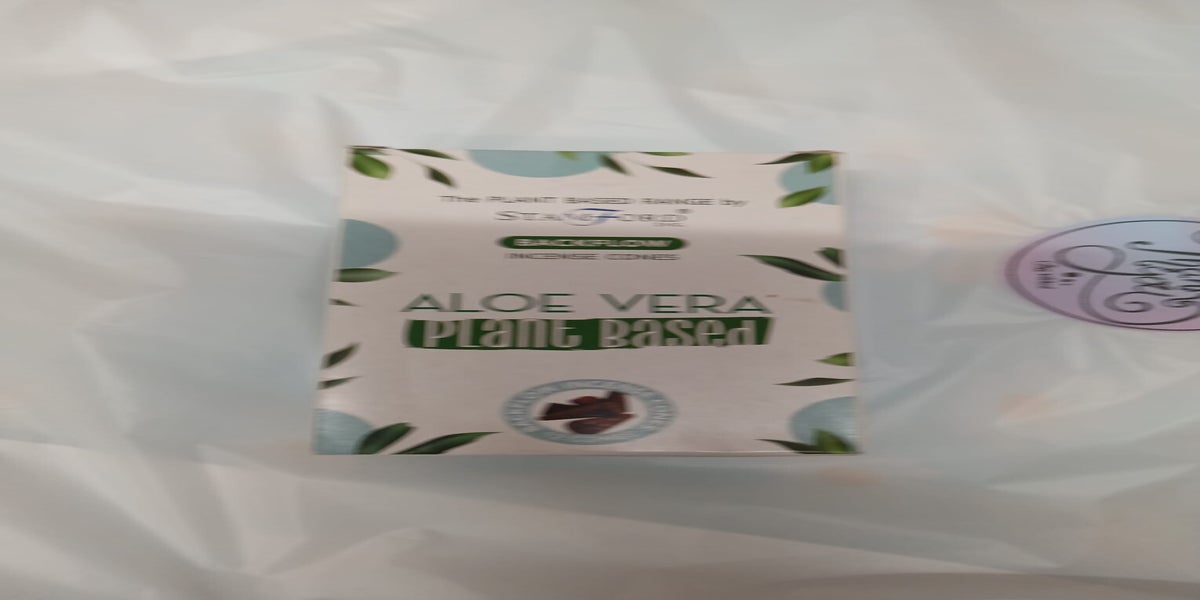 The PLANT BASED RANGE by
STAMFORD
BACKFLOW
INCENSE CONES
ALOE VERA
PLANT BASED